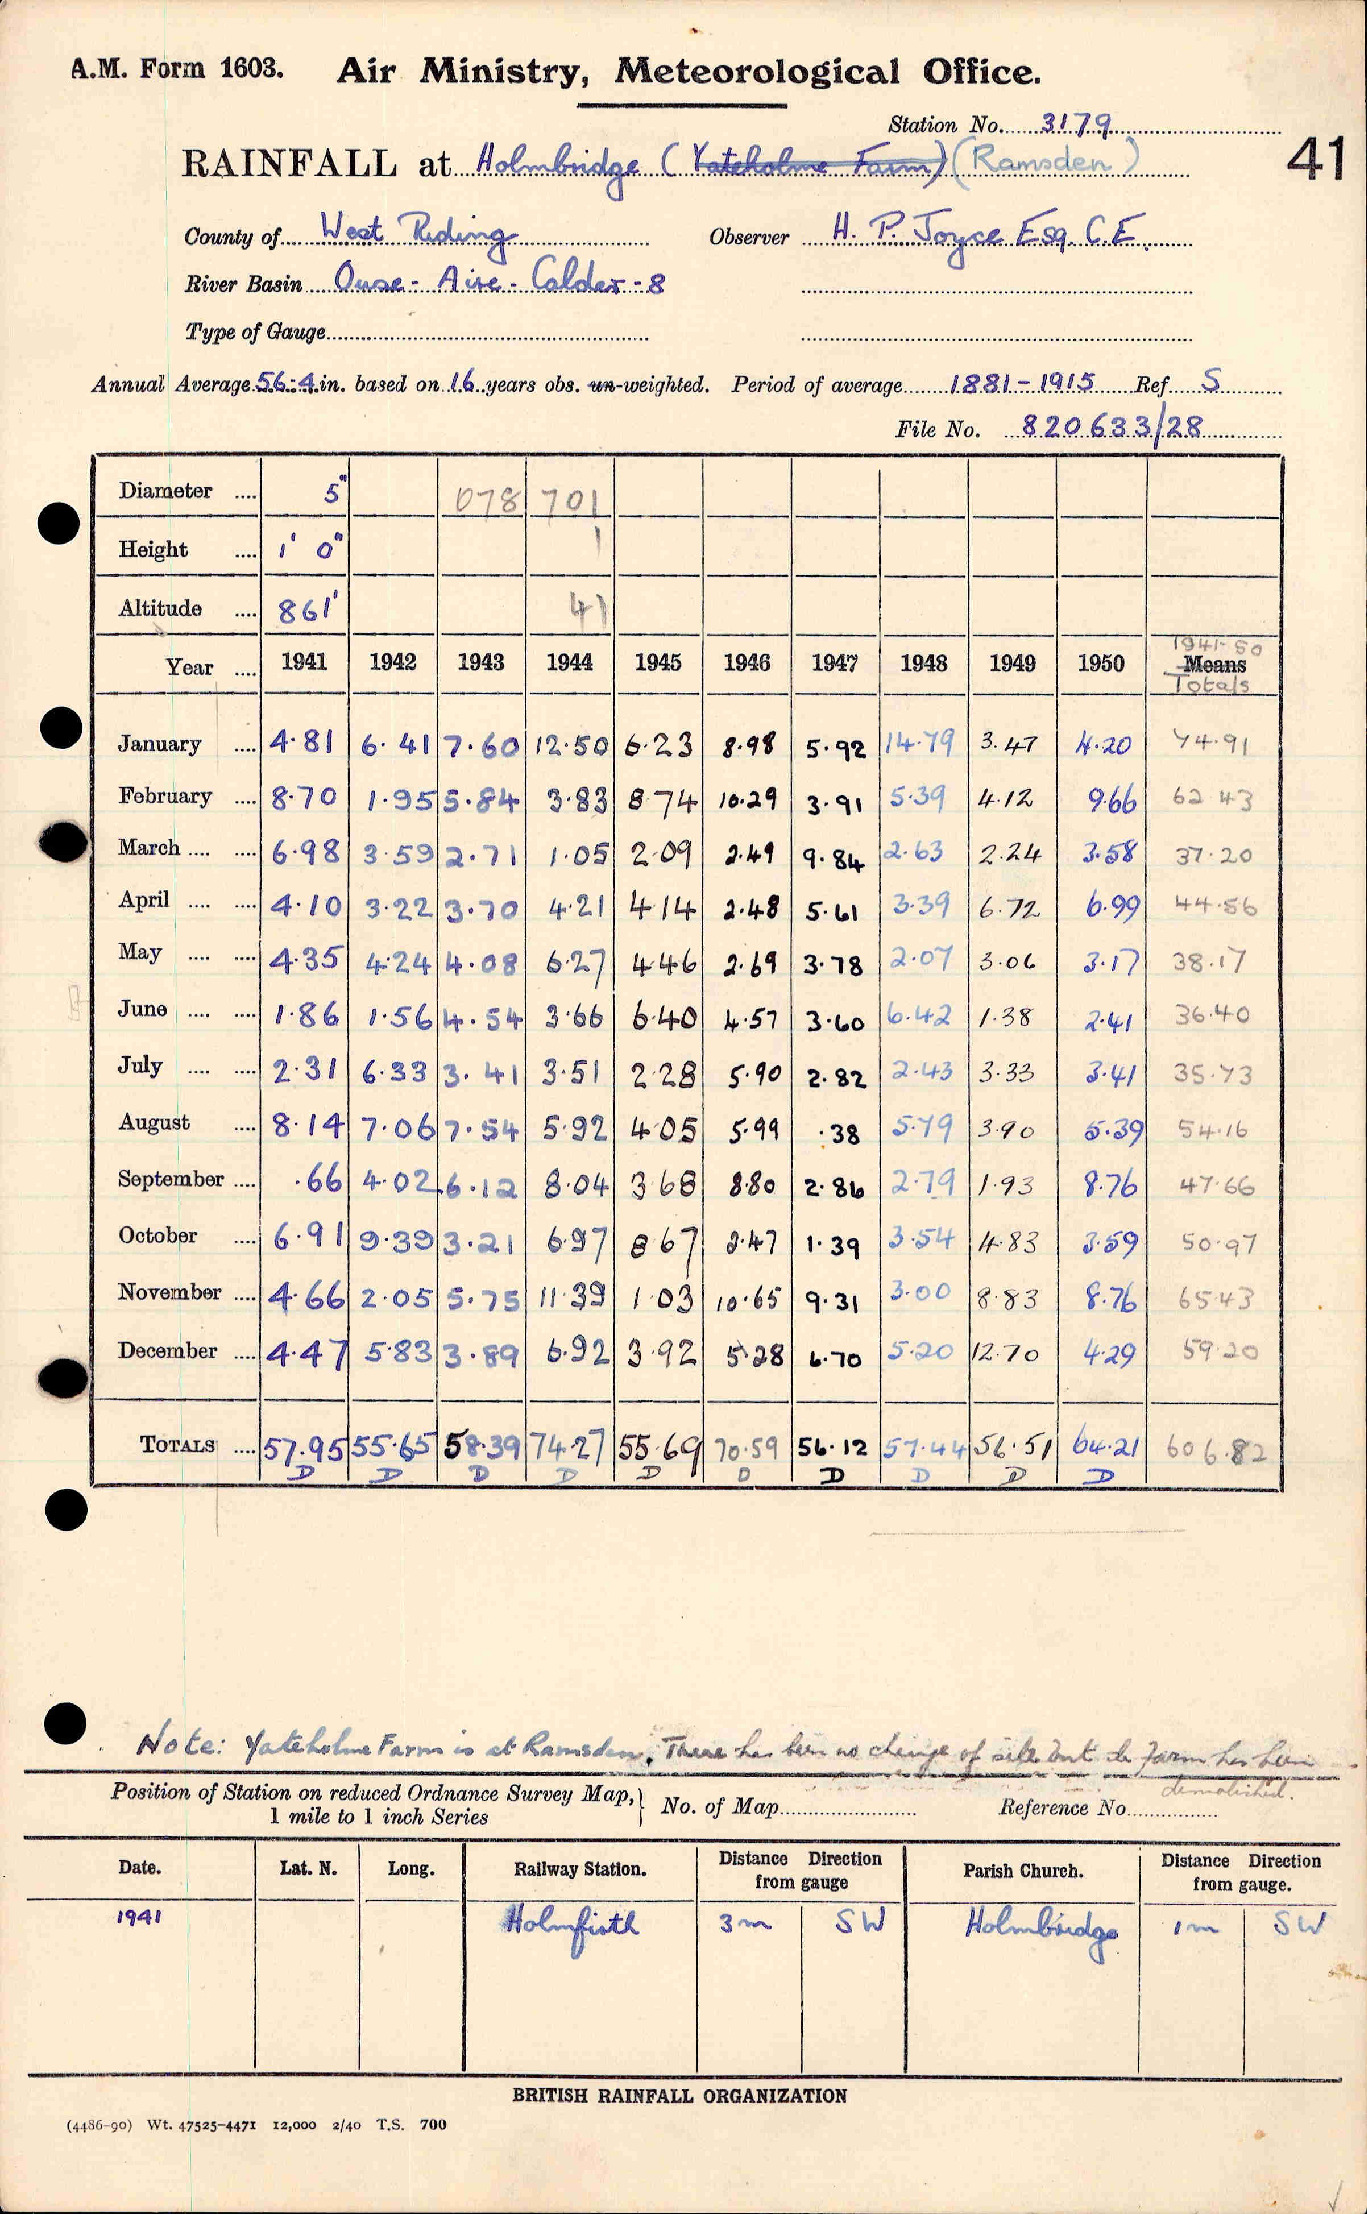 A.M. Form 1603. Air Ministry, Meteorological Office.
Station No. 3179
RAINFALL at Holmbridge (Yateholme Farm) (Ramsden) 41
County of West Riding Observer H. P. Joyce Esq. C.E.
River Basin Ouse - Aire - Calder - 8
Type of Gauge
Annual Average 56.4 in. based on 16 years obs. un-weighted. Period of average 1881-1915 Ref S
File No. 820633/28
Diameter .... 5" 078 701
Height .... 1' 0" 1
Altitude .... 861' 41
Year .... 1941 1942 1943 1944 1945 1946 1947 1948 1949 1950 1941-50 Means Totals
January .... 4.81 6.41 7.60 12.50 6.23 8.98 5.92 14.79 3.47 4.20 74.91
February .... 8.70 1.95 5.84 3.83 8 74 10.29 3.91 5.39 4.12 9.66 62.43
March .... .... 6.98 3.59 2.71 1.05 2.09 2.49 9.84 2.63 2.24 3.58 37.20
April .... .... 4.10 3.22 3.70 4.21 4.14 2.48 5.61 3.39 6.72 6.99 44.56
May .... .... 4.35 4.24 4.08 6.27 4.46 2.69 3.78 2.07 3.06 3.17 38.17
June .... .... 1.86 1.56 4.54 3.66 6.40 4.57 3.60 6.42 1.38 2.41 36.40
July .... .... 2.31 6.33 3.41 3.51 2.28 5.90 2.82 2.43 3.33 3.41 35.73
August .... 8.14 7.06 7.54 5.92 4.05 5.99 .38 5.79 3.90 5.39 54.16
September .... .66 4.02 6.12 8.04 3.68 8.80 2.86 2.79 1.93 8.76 47.66
October .... 6.91 9.39 3.21 6.97 8 67 2.47 1.39 3.54 4.83 3.59 50.97
November .... 4.66 2.05 5.75 11.39 1.03 10.65 9.31 3.00 8.83 8.76 65.43
December .... 4.47 5.83 3.89 6.92 3.92 5.28 6.70 5.20 12.70 4.29 59.20
TOTALS .... 57.95 55.65 58.39 74.27 55.69 70.59 56.12 57.44 56.51 64.21 606.82
D D D D D D D D D D
Note: Yateholme Farm is at Ramsden. There has been no change of site but the farm has been
demolished.
Position of Station on reduced Ordnance Survey Map,} No. of Map Reference No.
1 mile to 1 inch Series
Date. Lat. N. Long. Railway Station. Distance Direction from gauge Parish Church. Distance Direction from gauge.
1941 Holmfirth 3m SW Holmbridge 1m SW
BRITISH RAINFALL ORGANIZATION
(4486-90) Wt. 47525-4471 12,000 2/40 T.S. 700